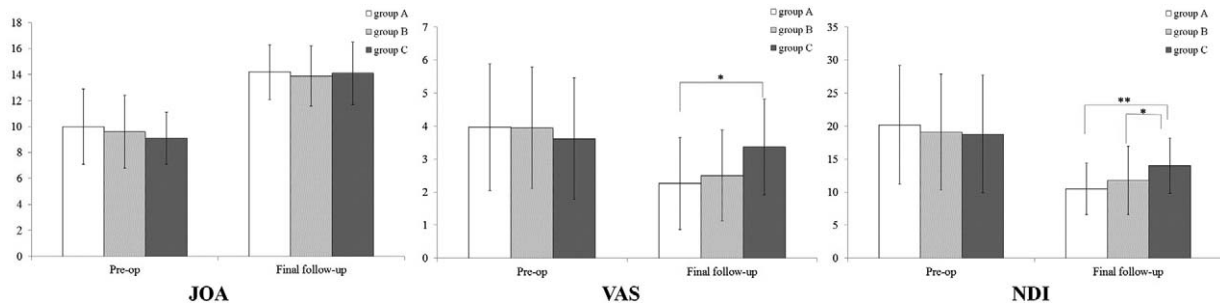 18
16
14
12
10
8
6
4
2
0
group A
group B
group C
Pre-op
Final follow-up
JOA
7
6
5
4
3
2
1
0
group A
group B
group C
*
Pre-op
Final follow-up
VAS
35
30
25
20
15
10
5
0
group A
group B
group C
**
*
Pre-op
Final follow-up
NDI